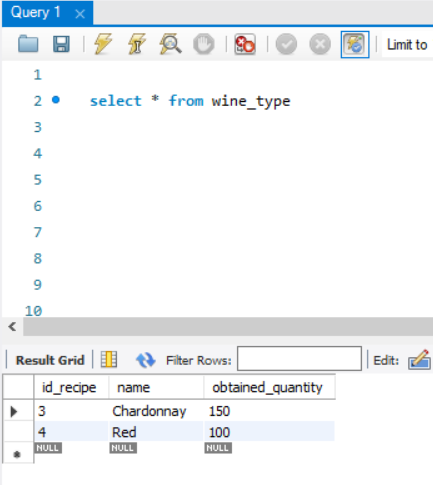 Query 1
Limit to
1
2 select * from wine_type
3
4
5
6
7
8
9
10
Result Grid Filter Rows: Edit:
id_recipe name obtained_quantity
3 Chardonnay 150
4 Red 100
NULL NULL NULL